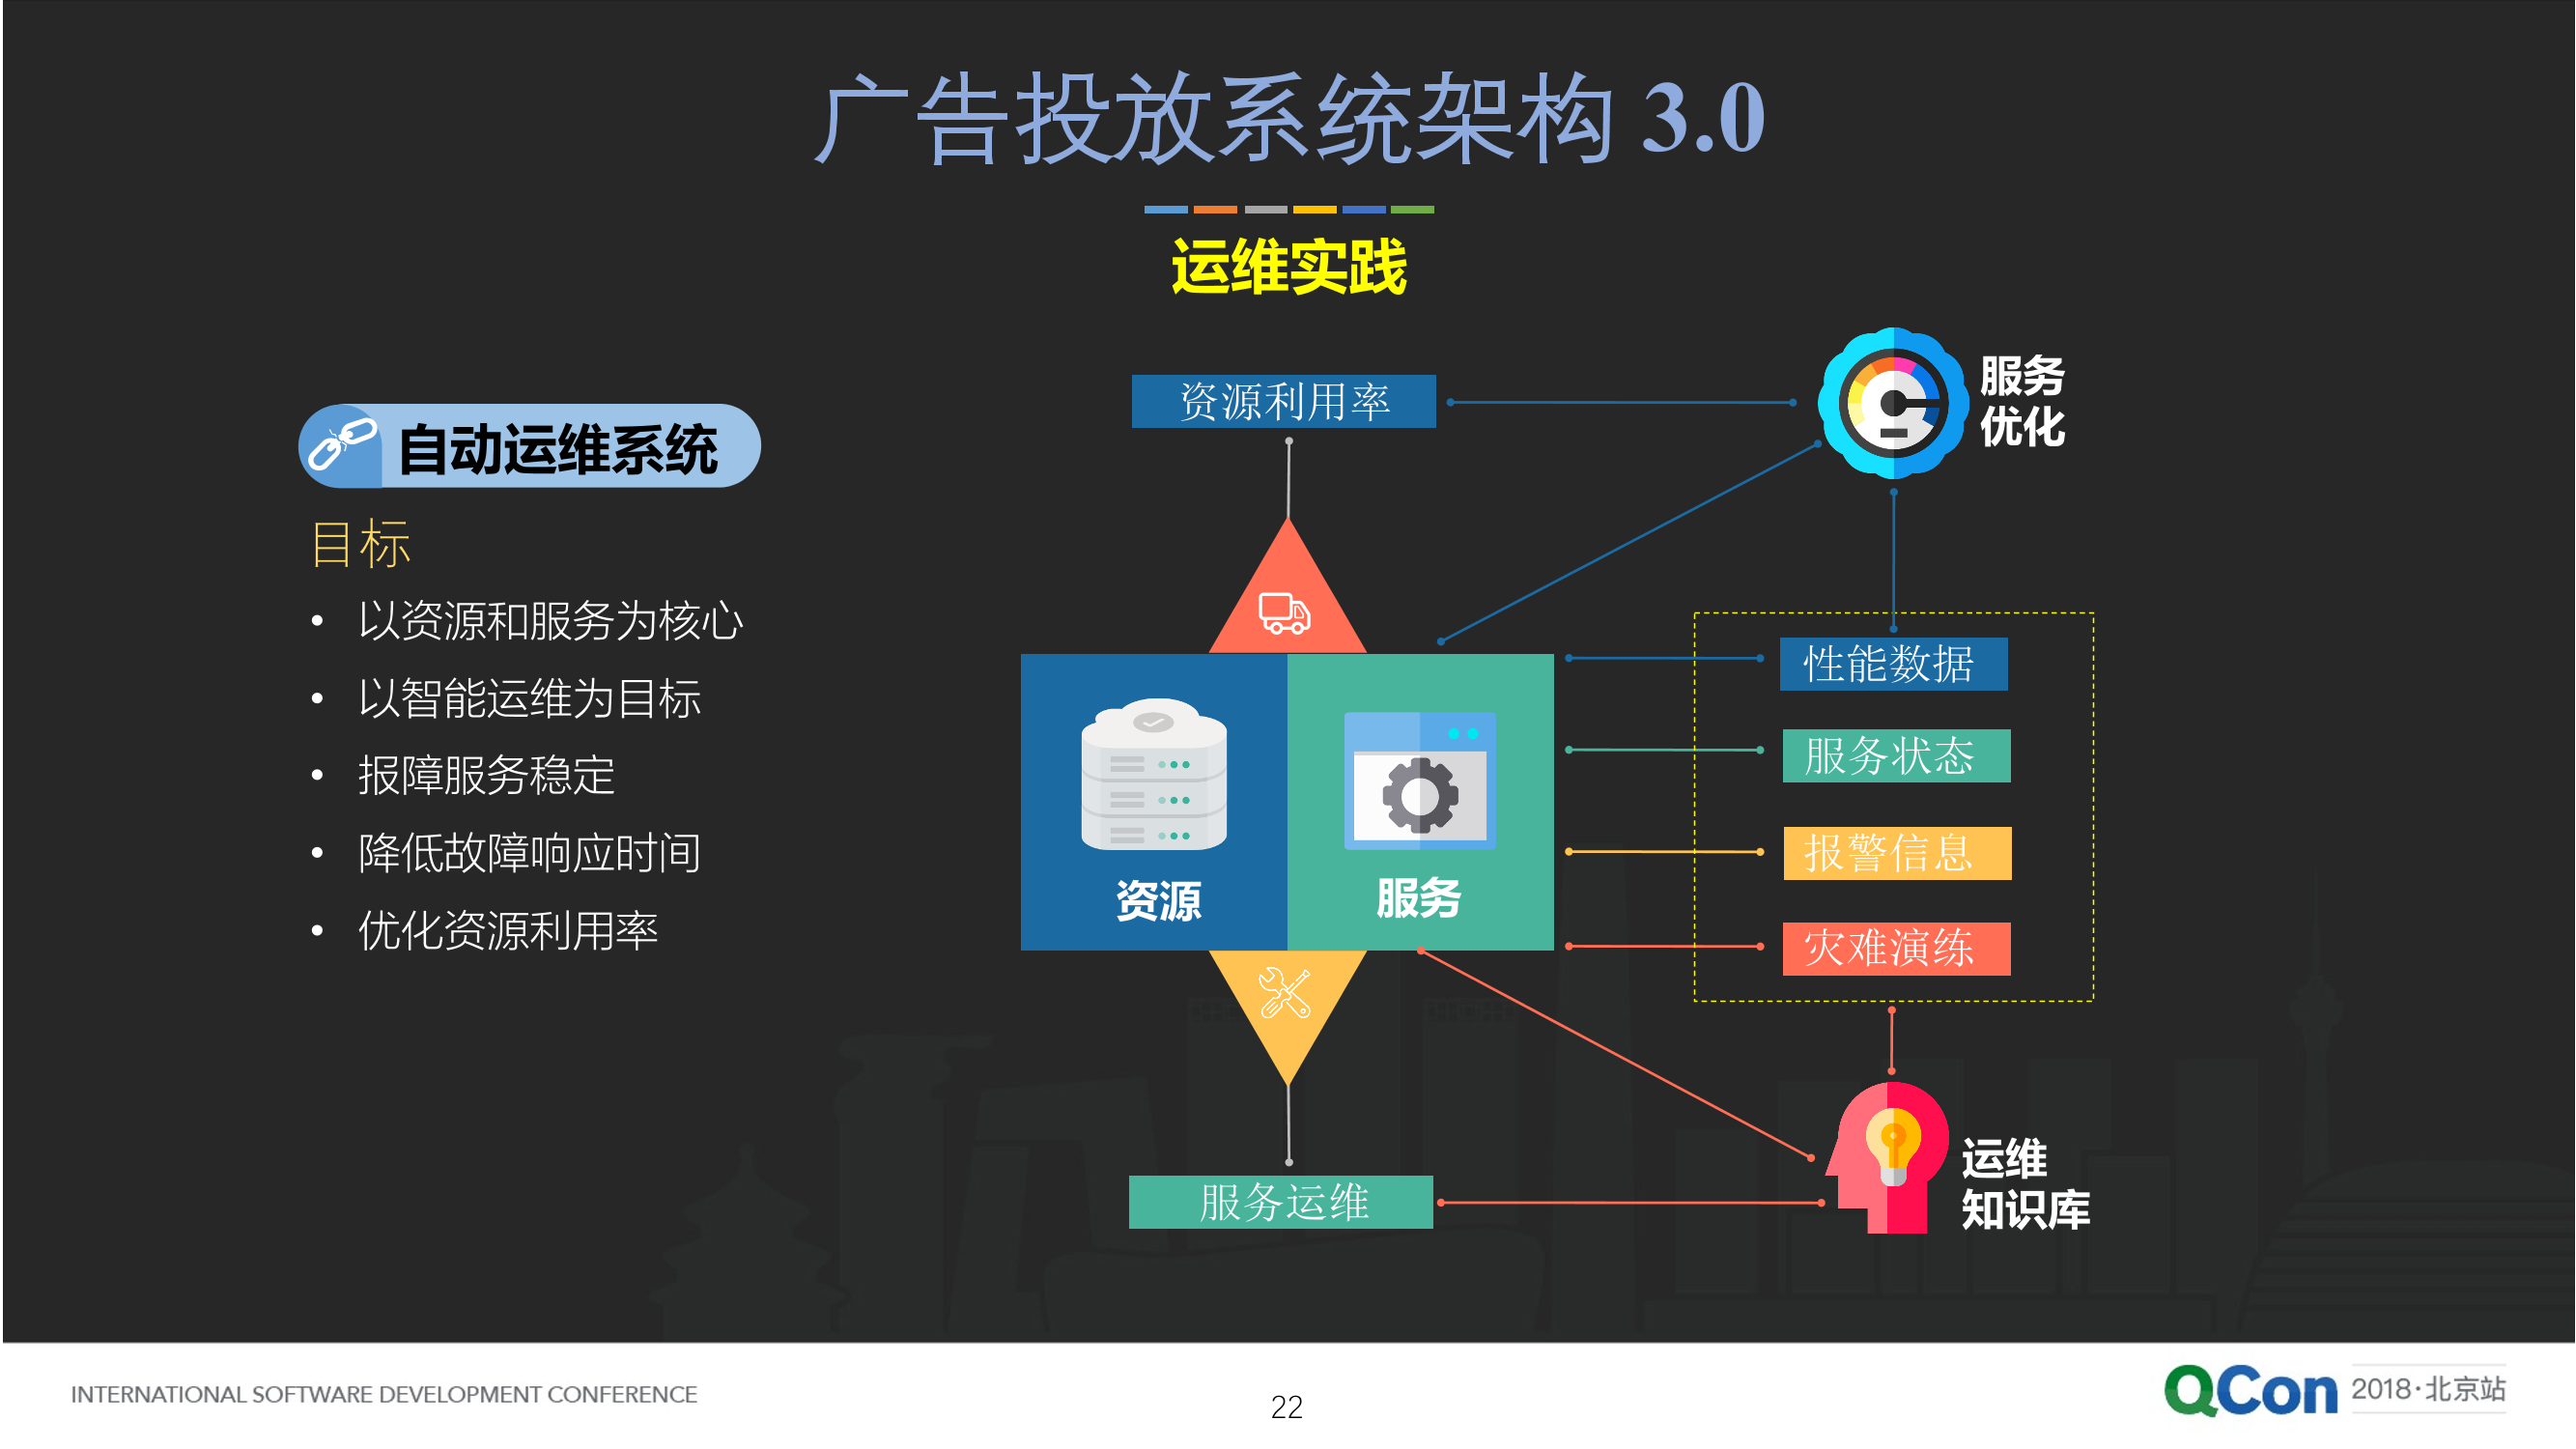 广告投放系统架构 3.0
运维实践
自动运维系统
目标
• 以资源和服务为核心
• 以智能运维为目标
• 报障服务稳定
• 降低故障响应时间
• 优化资源利用率
资源利用率
服务
优化
资源
服务
性能数据
服务状态
报警信息
灾难演练
服务运维
运维
知识库
INTERNATIONAL SOFTWARE DEVELOPMENT CONFERENCE
22
QCon 2018·北京站